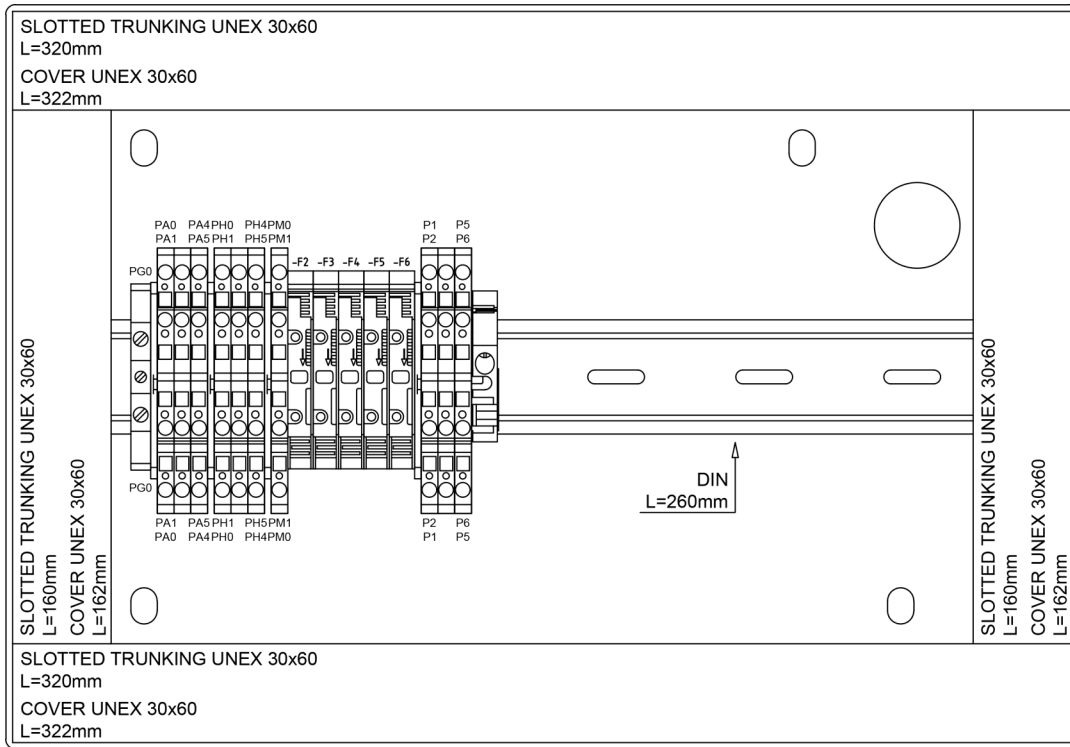 SLOTTED TRUNKING UNEX 30x60
L=320mm
COVER UNEX 30x60
L=322mm
SLOTTED TRUNKING UNEX 30x60
L=160mm
COVER UNEX 30x60
L=162mm
PA0 PA4 PH0 PH4 PM0 P1 P5
PA1 PA5 PH1 PH5 PM1 P2 P6
-F2 -F3 -F4 -F5 -F6
PG0
PG0
PA1 PA5 PH1 PH5 PM1 P2 P6
PA0 PA4 PH0 PH4 PM0 P1 P5
DIN
L=260mm
SLOTTED TRUNKING UNEX 30x60
L=160mm
COVER UNEX 30x60
L=162mm
SLOTTED TRUNKING UNEX 30x60
L=320mm
COVER UNEX 30x60
L=322mm